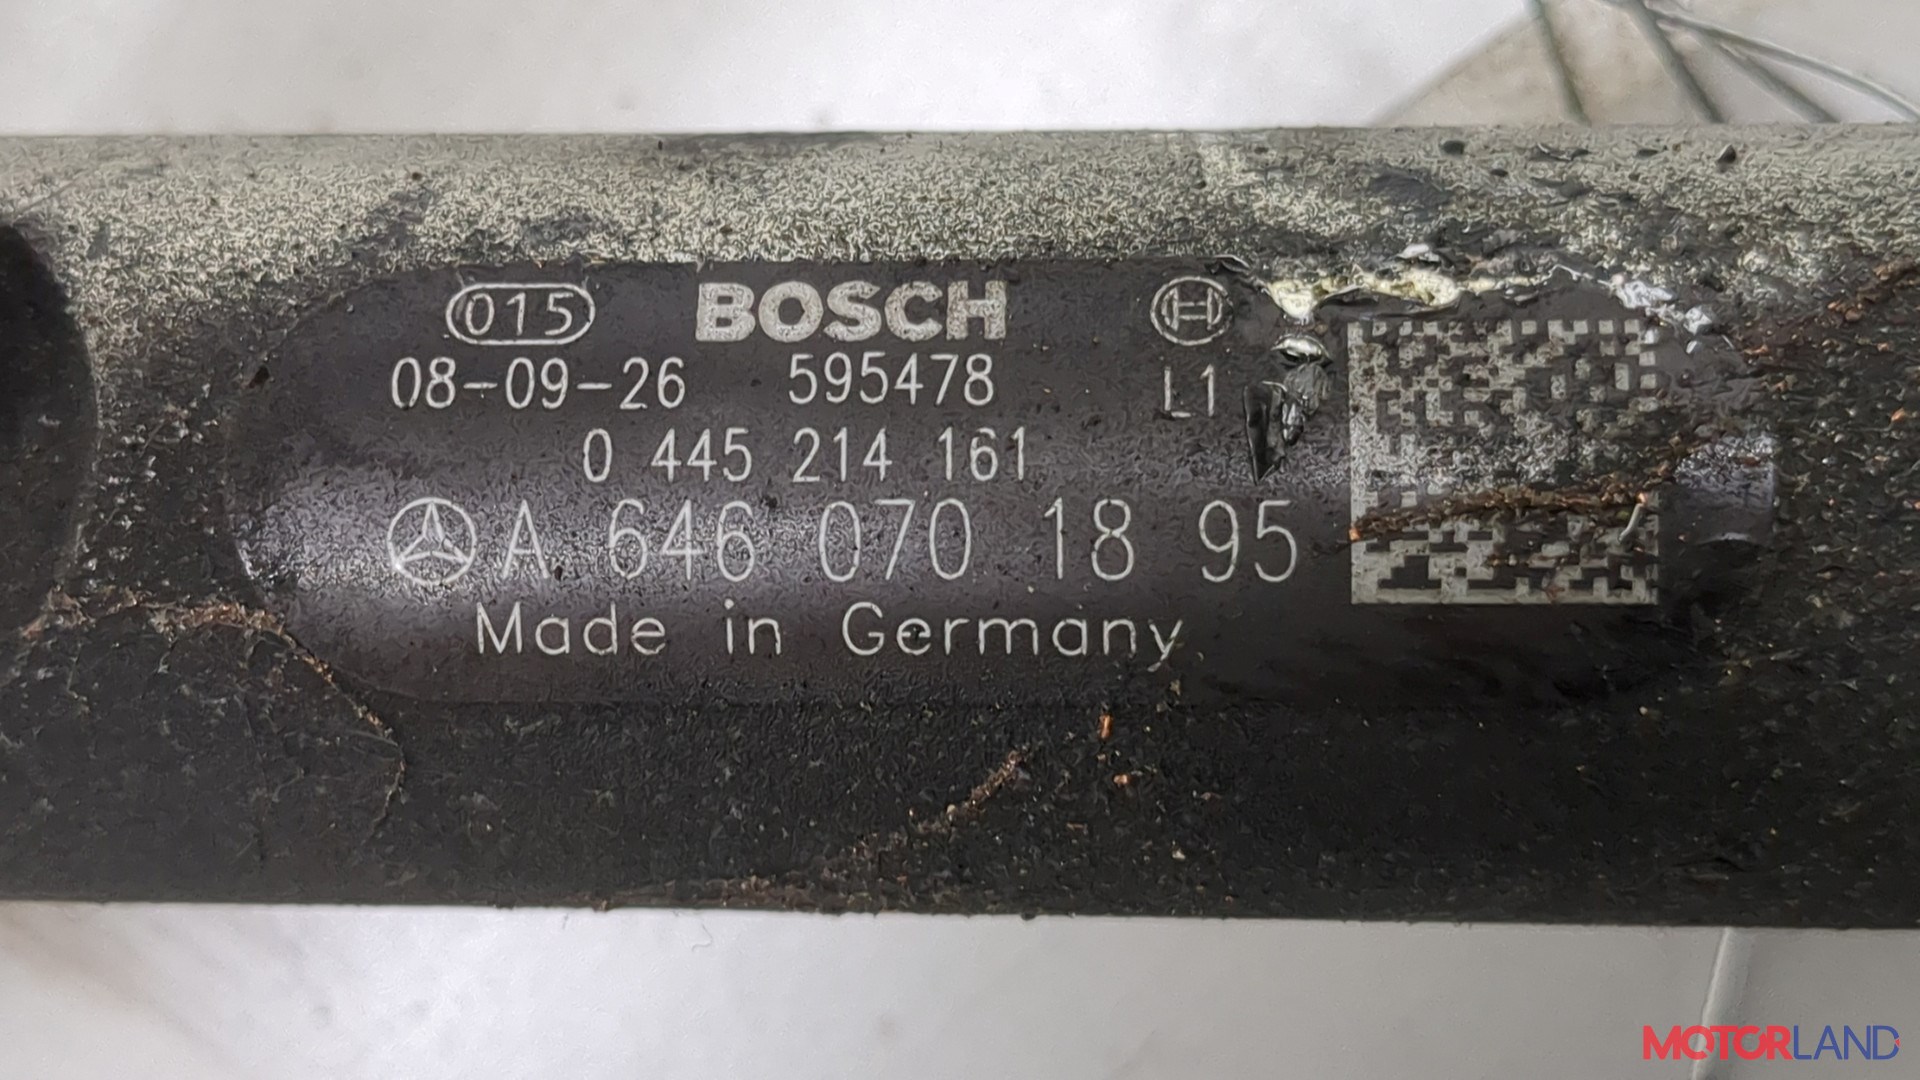 015 BOSCH
08-09-26 595478 L1
0 445 214 161
A 646 070 18 95
Made in Germany
MOTORLAND